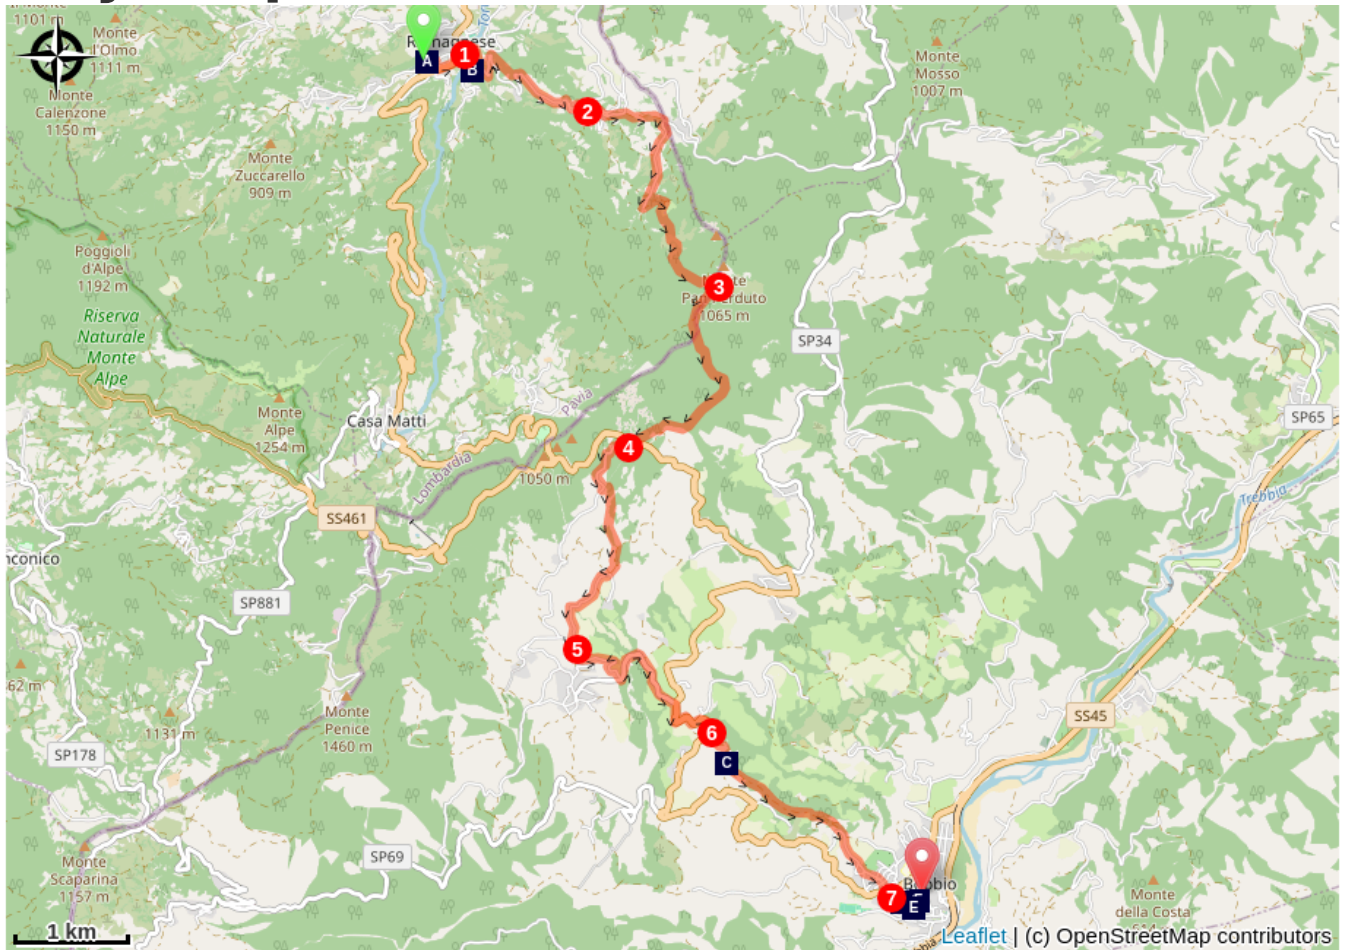 1101 m
Monte
l'Olmo
1111 m
Monte
Calenzone
1150 m
A
1
B
2
Monte
Mosso
1007 m
Monte
Zuccarello
909 m
Poggioli
d'Alpe
1192 m
Riserva
Naturale
Monte
Alpe
3
1065 m
SP34
Pavia
Lombardia
Casa Matti
Monte
Alpe
1254 m
4
1050 m
SS461
SP65
Trebbia
SP881
5
SS45
Monte
Penice
1460 m
1131 m
SP178
6
C
SP69
Monte
Scaparina
1157 m
7
E
Monte
della Costa
1 km
Leaflet | (c) OpenStreetMap contributors